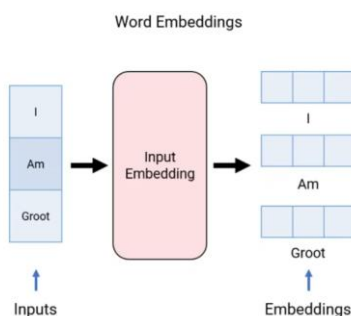 Word Embeddings
I
Am
Groot
Input
Embedding
I
Am
Groot
Inputs
Embeddings